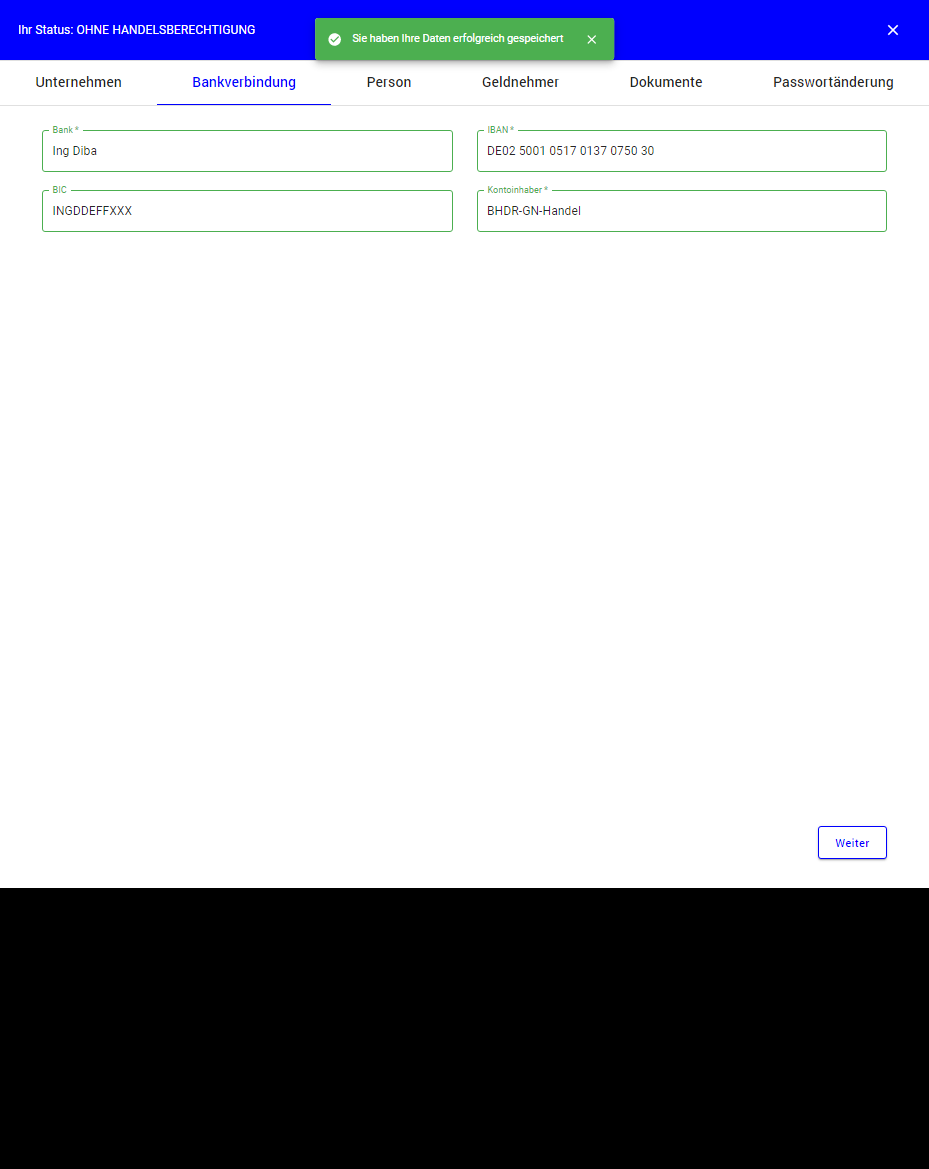 Ihr Status: OHNE HANDELSBERECHTIGUNG
Sie haben Ihre Daten erfolgreich gespeichert
Unternehmen Bankverbindung Person Geldnehmer Dokumente Passwortänderung
Bank * IBAN *
Ing Diba DE02 5001 0517 0137 0750 30
BIC Kontoinhaber *
INGDDEFFXXX BHDR-GN-Handel
Weiter